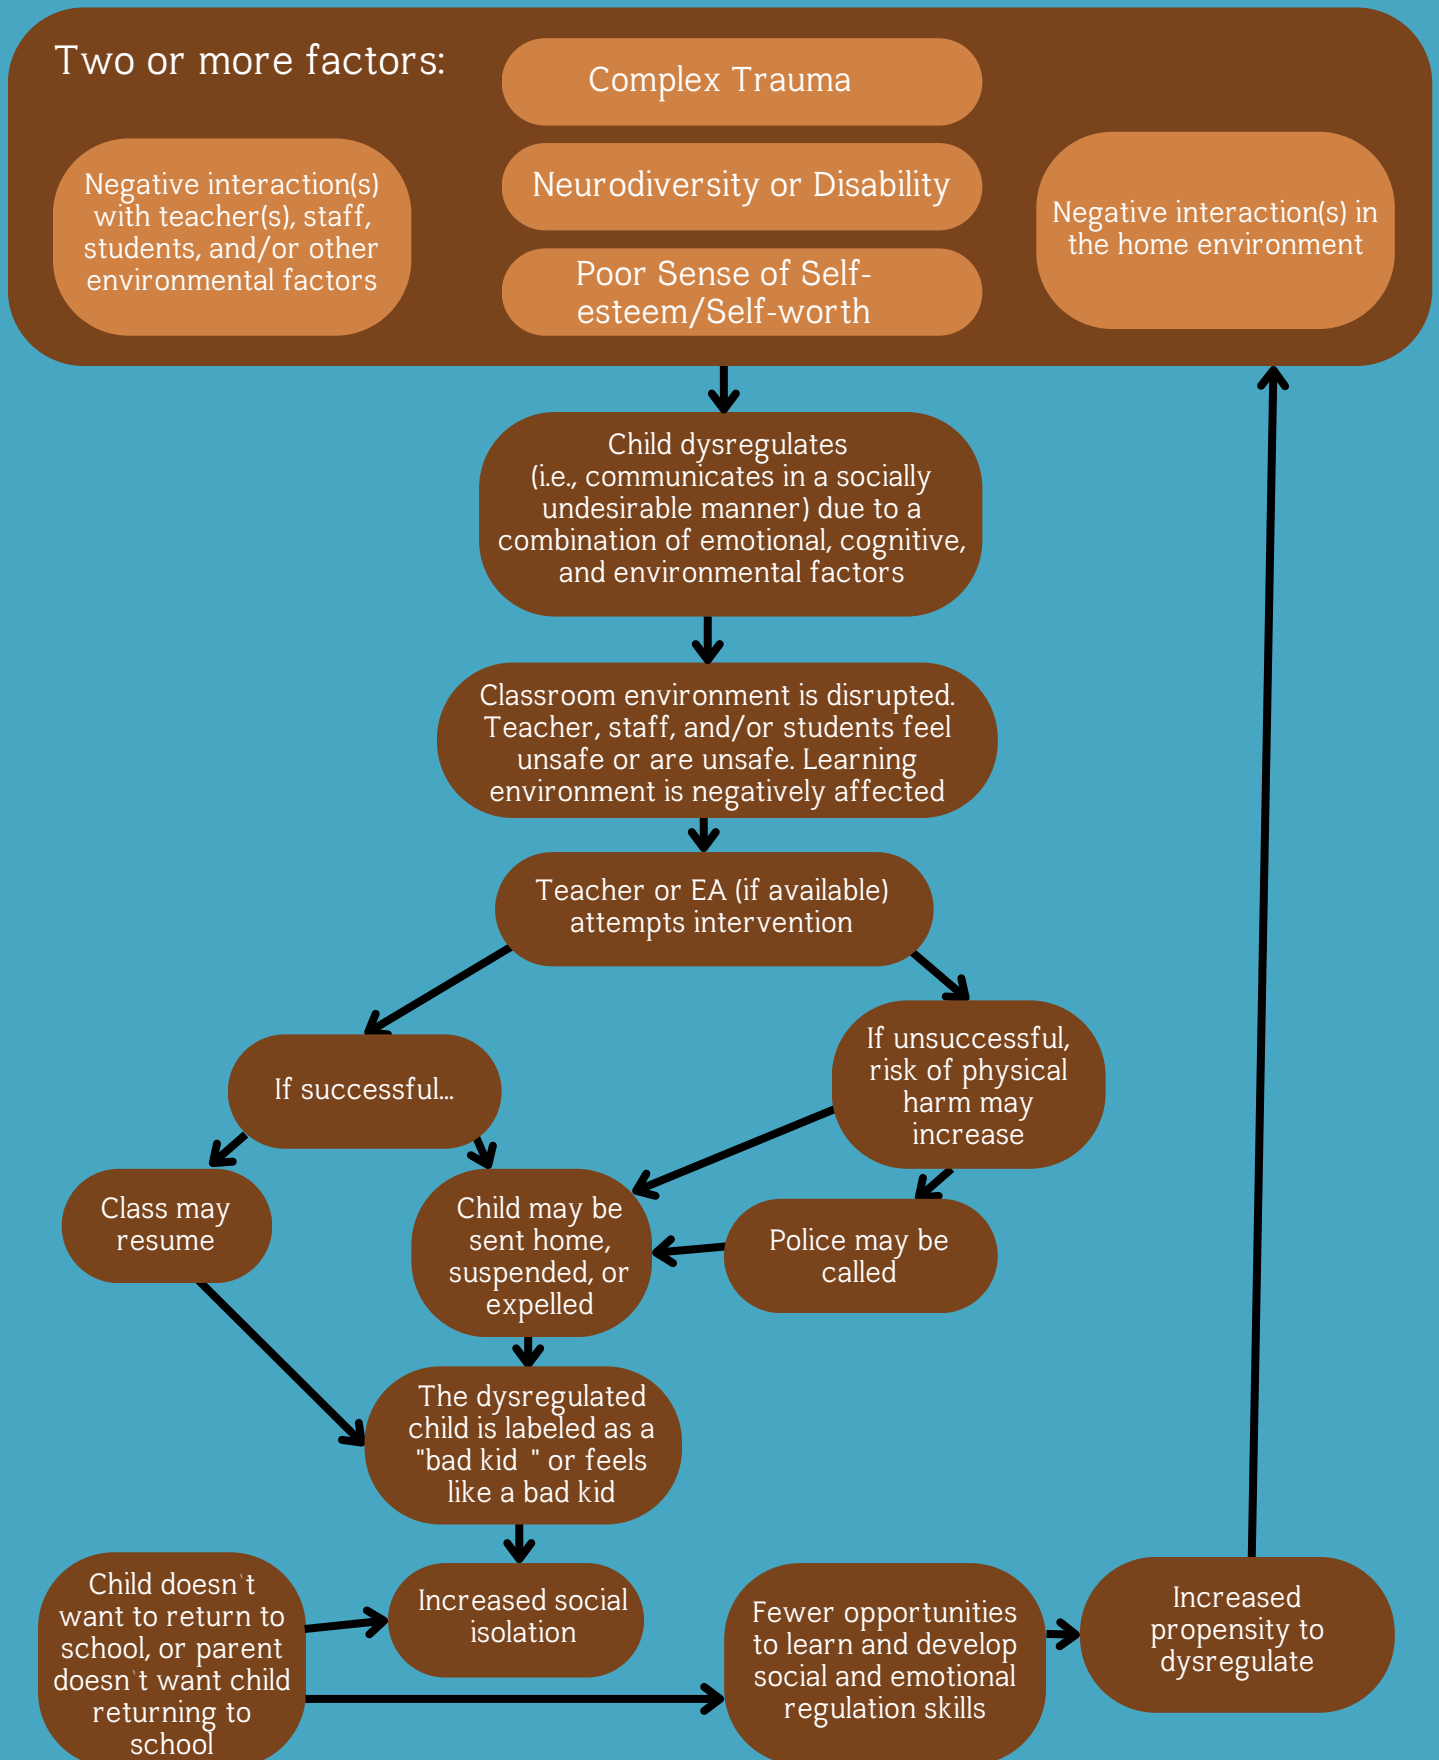 Two or more factors:
Complex Trauma
Negative interaction(s)
with teacher(s), staff,
students, and/or other
environmental factors
Neurodiversity or Disability
Poor Sense of Self-
esteem/Self-worth
Negative interaction(s) in
the home environment
Child dysregulates
(i.e., communicates in a socially
undesirable manner) due to a
combination of emotional, cognitive,
and environmental factors
Classroom environment is disrupted.
Teacher, staff, and/or students feel
unsafe or are unsafe. Learning
environment is negatively affected
Teacher or EA (if available)
attempts intervention
If successful...
If unsuccessful,
risk of physical
harm may
increase
Class may
resume
Child may be
sent home,
suspended, or
expelled
Police may be
called
The dysregulated
child is labeled as a
"bad kid " or feels
like a bad kid
Child doesn't
want to return to
school, or parent
doesn't want child
returning to
school
Increased social
isolation
Fewer opportunities
to learn and develop
social and emotional
regulation skills
Increased
propensity to
dysregulate